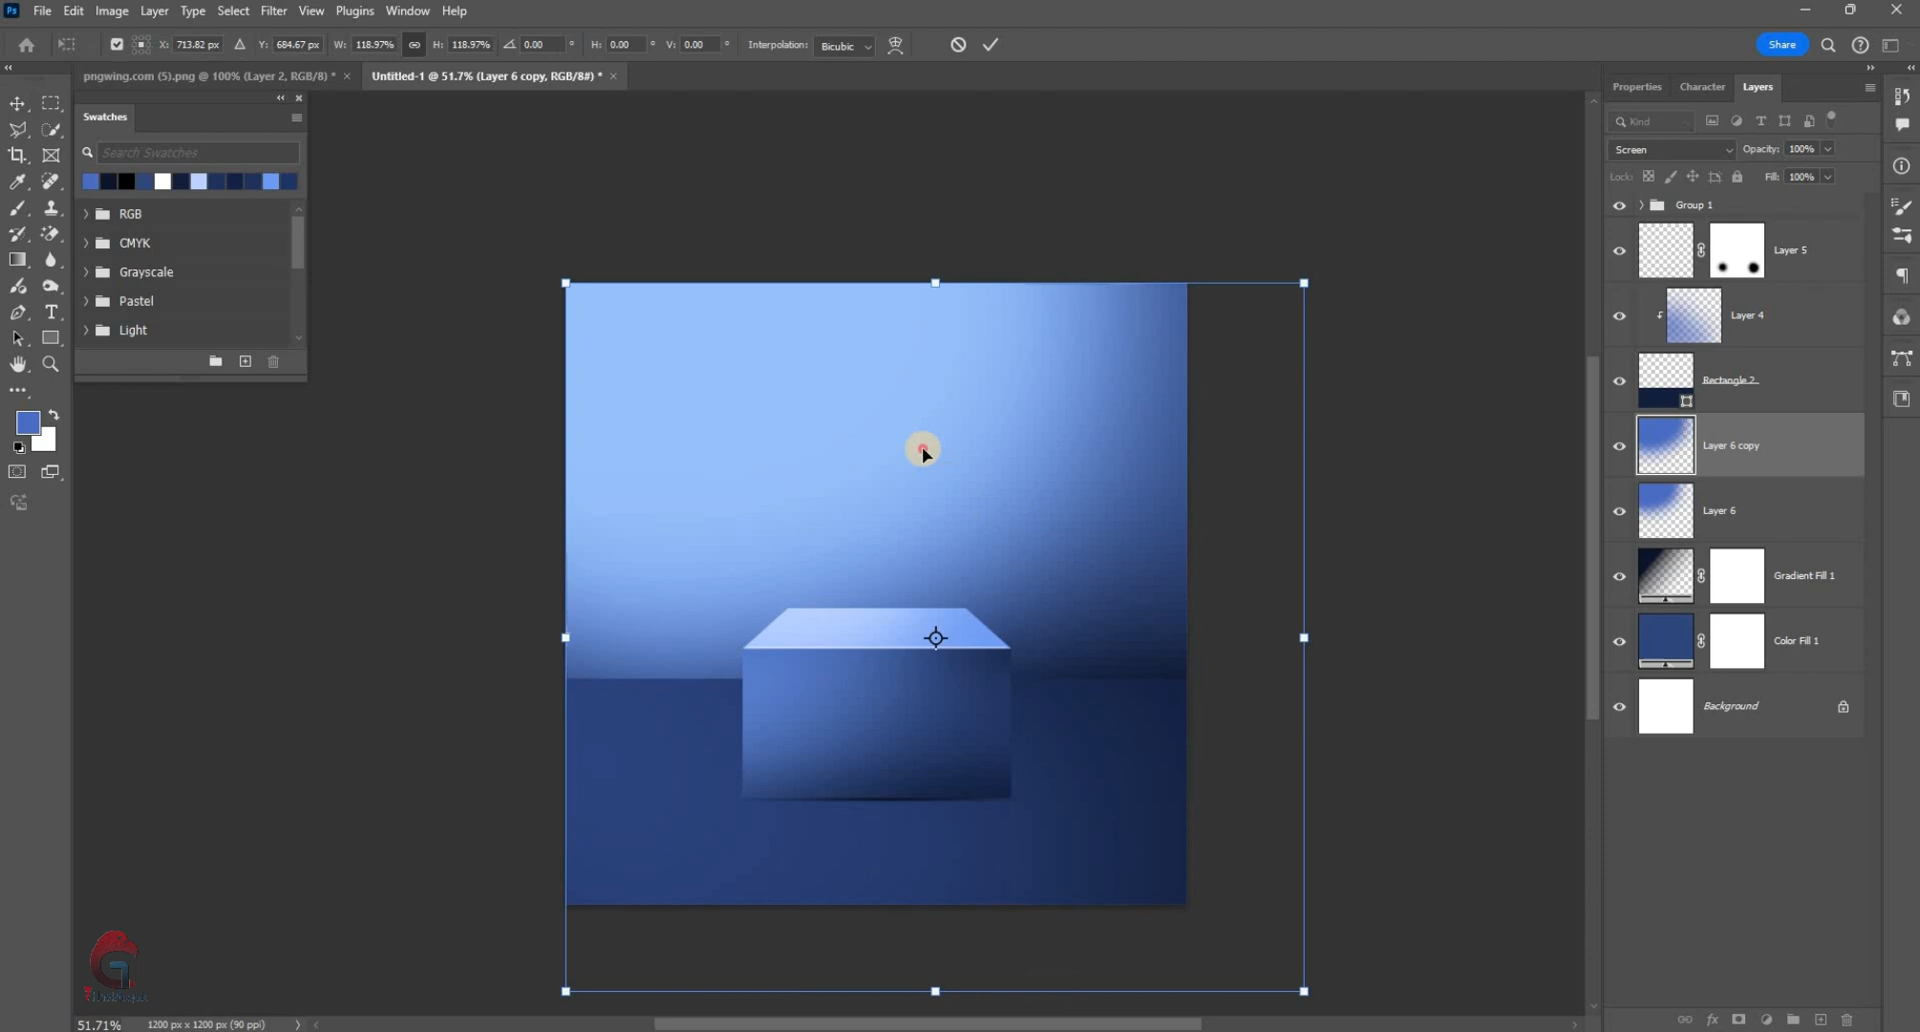 Ps File Edit Image Layer Type Select Filter View Plugins Window Help
X: 713.82 px Y: 684.67 px W: 118.97% H: 118.97% 0.00 ° H: 0.00 ° V: 0.00 ° Interpolation: Bicubic Share
pngwing.com (5).png @ 100% (Layer 2, RGB/8) * × Untitled-1 @ 51.7% (Layer 6 copy, RGB/8#) * ×
Swatches
Search Swatches
RGB
CMYK
Grayscale
Pastel
Light
Properties Character Layers
Kind
Screen Opacity: 100%
Lock: Fill: 100%
Group 1
Layer 5
Layer 4
Rectangle 2
Layer 6 copy
Layer 6
Gradient Fill 1
Color Fill 1
Background
fx
51.71% 1200 px x 1200 px (90 ppi)